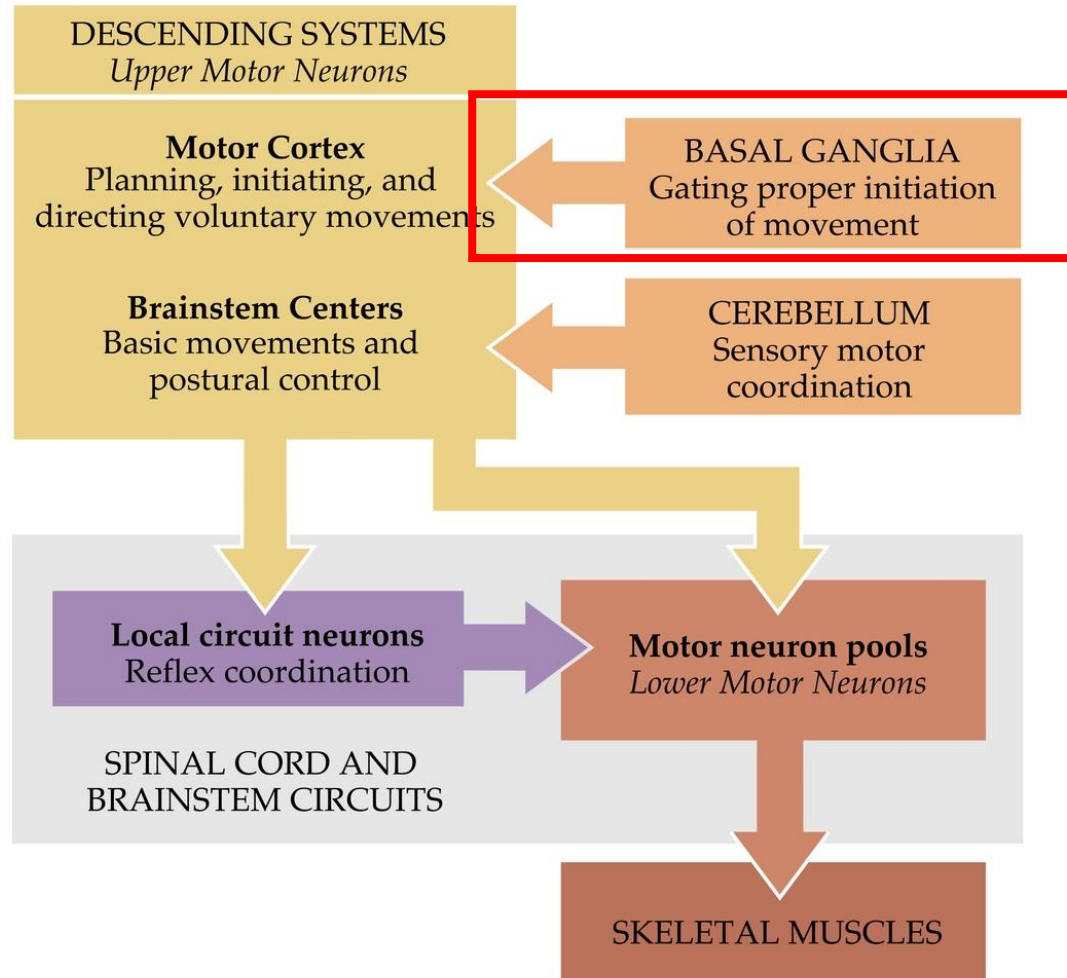 DESCENDING SYSTEMS
Upper Motor Neurons
Motor Cortex
Planning, initiating, and
directing voluntary movements
BASAL GANGLIA
Gating proper initiation
of movement
Brainstem Centers
Basic movements and
postural control
CEREBELLUM
Sensory motor
coordination
Local circuit neurons
Reflex coordination
Motor neuron pools
Lower Motor Neurons
SPINAL CORD AND
BRAINSTEM CIRCUITS
SKELETAL MUSCLES